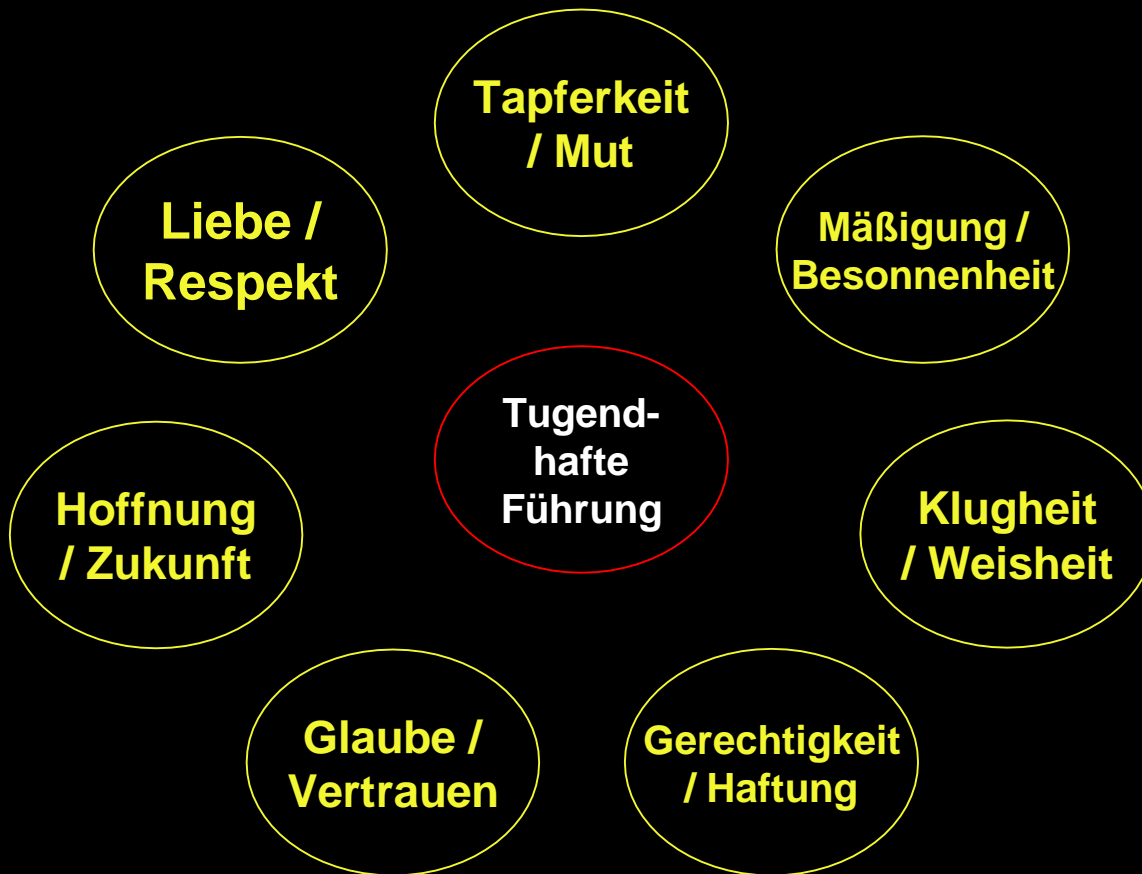 Tapferkeit
/ Mut
Liebe /
Respekt
Mäßigung /
Besonnenheit
Tugend-
hafte
Führung
Hoffnung
/ Zukunft
Klugheit
/ Weisheit
Glaube /
Vertrauen
Gerechtigkeit
/ Haftung